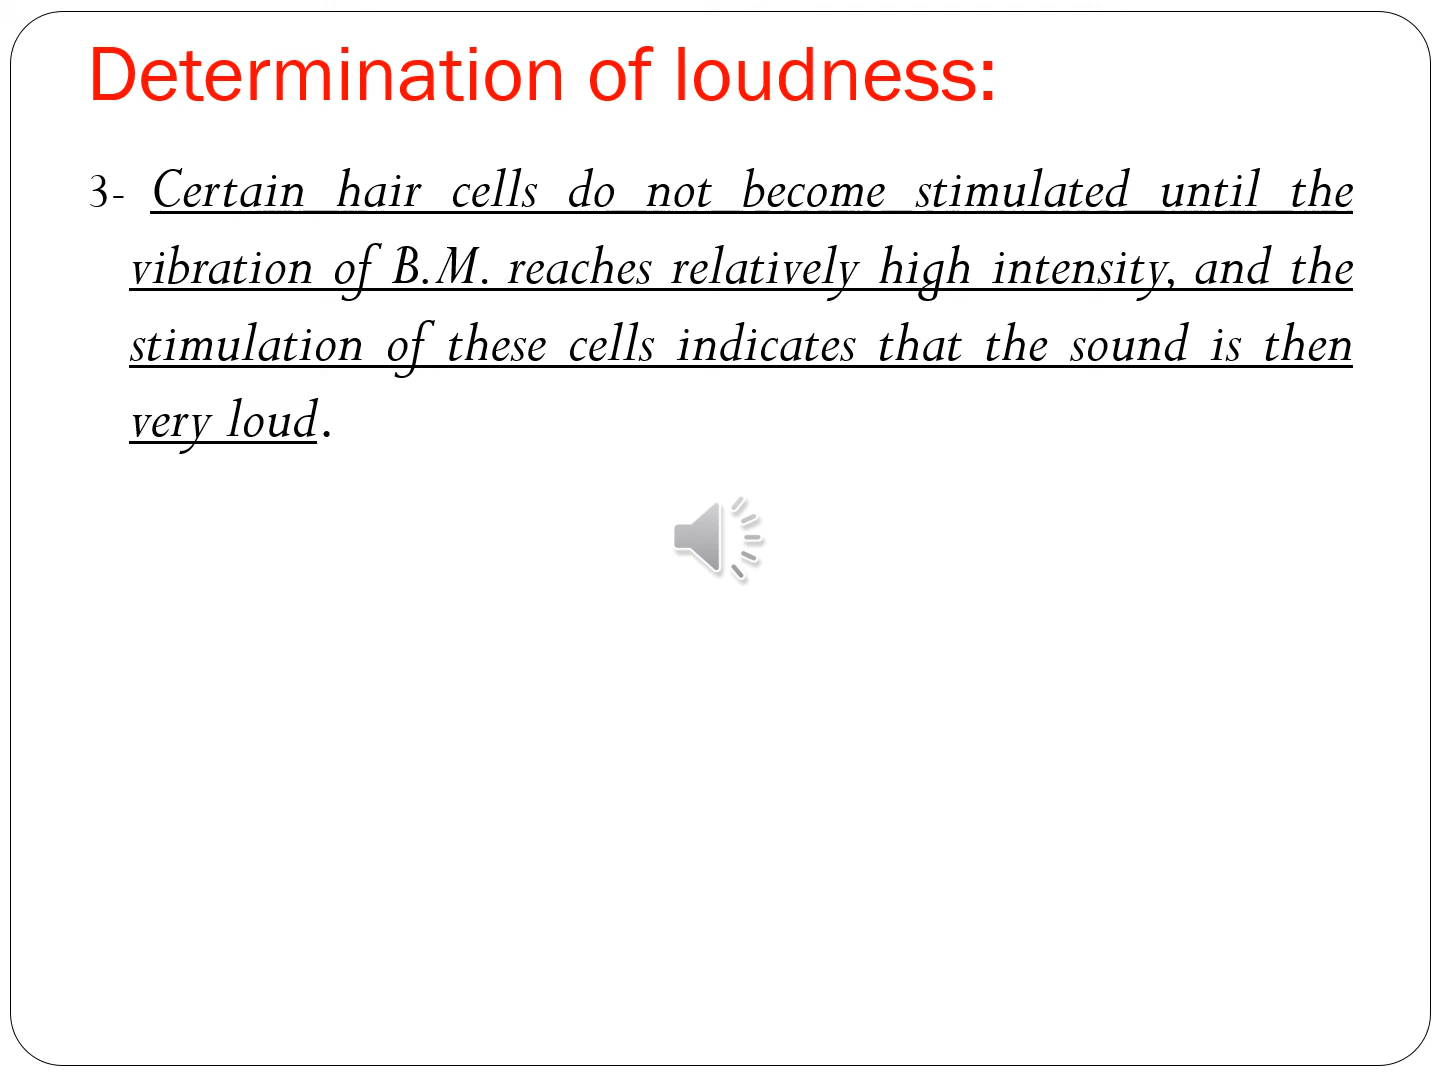 Determination of loudness:
3- Certain hair cells do not become stimulated until the
vibration of B.M. reaches relatively high intensity, and the
stimulation of these cells indicates that the sound is then
very loud.